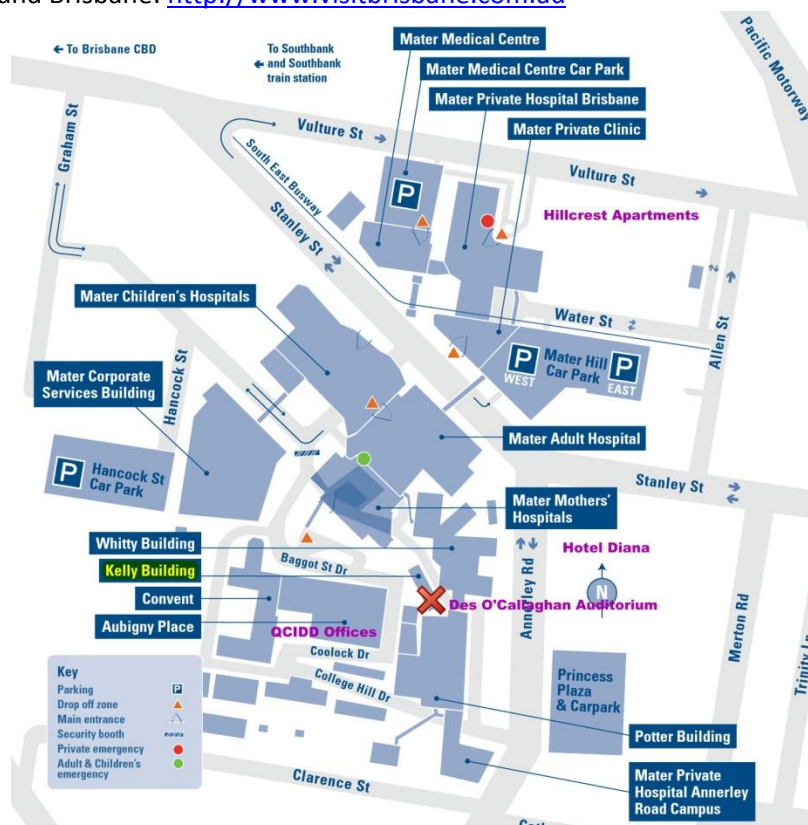 and Brisbane: http://www.visitbrisbane.com.au
← To Brisbane CBD
To Southbank
← and Southbank
train station
Mater Medical Centre
Mater Medical Centre Car Park
Mater Private Hospital Brisbane
Mater Private Clinic
Pacific Motorway
Graham St
Vulture St
South East Busway
Stanley St
P
Vulture St
Hillcrest Apartments
Mater Children's Hospitals
Water St
Allen St
Hancock St
Mater Corporate
Services Building
P
WEST
Mater Hill
Car Park
P
EAST
Mater Adult Hospital
P
Hancock St
Car Park
Stanley St
Mater Mothers'
Hospitals
Whitty Building
Baggot St Dr
Hotel Diana
Kelly Building
N
Convent
Des O'Callaghan Auditorium
Annerley Rd
Merton Rd
Aubigny Place
QCIDD Offices
Coolock Dr
College Hill Dr
Princess
Plaza
& Carpark
Potter Building
Key
Parking
P
Drop off zone
Main entrance
Security booth
Private emergency
Adult & Children's
emergency
Clarence St
Mater Private
Hospital Annerley
Road Campus